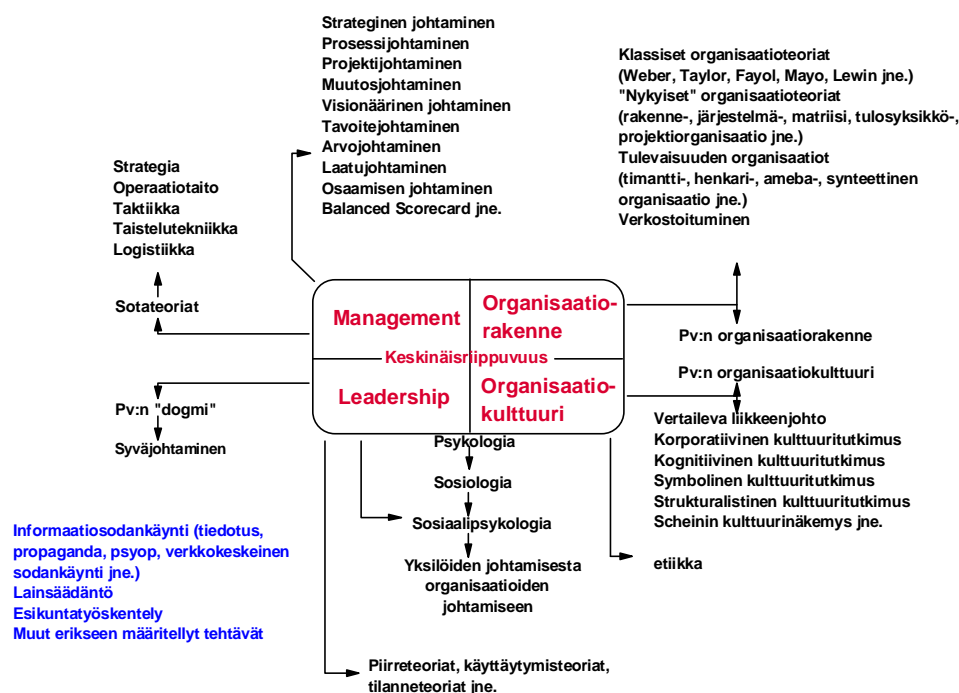 Strateginen johtaminen
Prosessijohtaminen
Projektijohtaminen
Muutosjohtaminen
Visionäärinen johtaminen
Tavoitejohtaminen
Arvojohtaminen
Laatujohtaminen
Osaamisen johtaminen
Balanced Scorecard jne.
Klassiset organisaatioteoriat
(Weber, Taylor, Fayol, Mayo, Lewin jne.)
"Nykyiset" organisaatioteoriat
(rakenne-, järjestelmä-, matriisi, tulosyksikkö-,
projektiorganisaatio jne.)
Tulevaisuuden organisaatiot
(timantti-, henkari-, ameba-, synteettinen
organisaatio jne.)
Verkostoituminen
Strategia
Operaatiotaito
Taktiikka
Taistelutekniikka
Logistiikka
Sotateoriat
Management
Organisaatio-
rakenne
Keskinäisriippuvuus
Leadership
Organisaatio-
kulttuuri
Pv:n organisaatiorakenne
Pv:n organisaatiokulttuuri
Pv:n "dogmi"
Syväjohtaminen
Vertaileva liikkeenjohto
Korporatiivinen kulttuuritutkimus
Kognitiivinen kulttuuritutkimus
Symbolinen kulttuuritutkimus
Strukturalistinen kulttuuritutkimus
Scheinin kulttuurinäkemys jne.
Psykologia
Sosiologia
Sosiaalipsykologia
Yksilöiden johtamisesta
organisaatioiden
johtamiseen
etiikka
Informaatiosodankäynti (tiedotus,
propaganda, psyop, verkkokeskeinen
sodankäynti jne.)
Lainsäädäntö
Esikuntatyöskentely
Muut erikseen määritellyt tehtävät
Piirreteoriat, käyttäytymisteoriat,
tilanneteoriat jne.